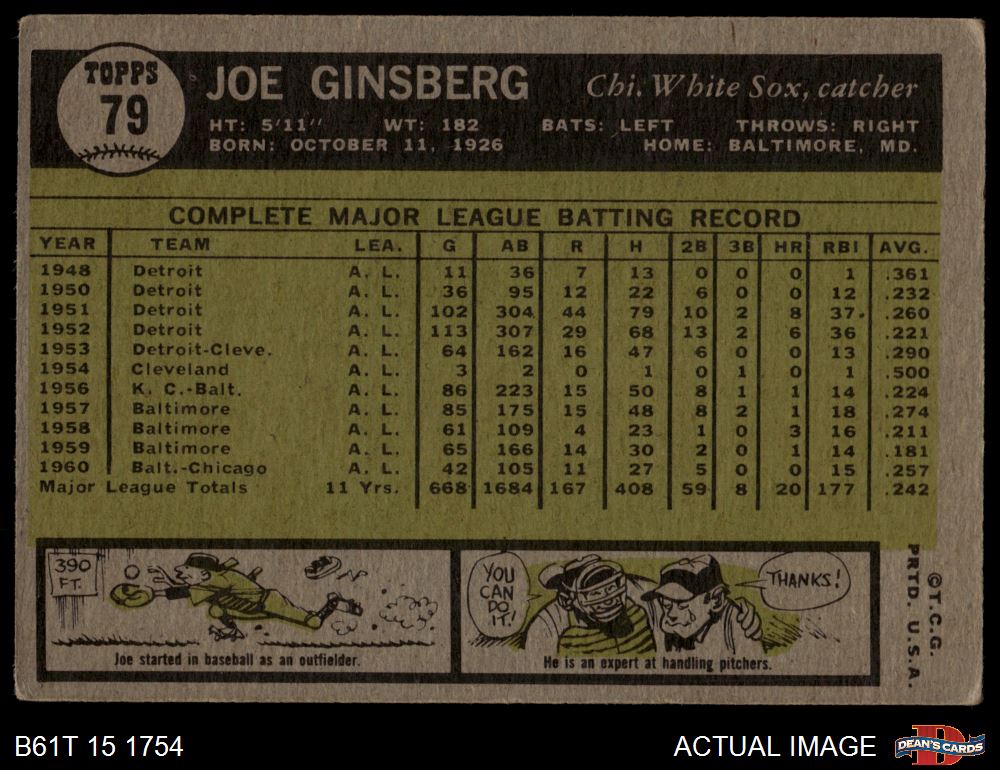 TOPPS
79
JOE GINSBERG
Chi. White Sox, catcher
HT: 5'11" WT: 182 BATS: LEFT THROWS: RIGHT
BORN: OCTOBER 11, 1926 HOME: BALTIMORE, MD.
COMPLETE MAJOR LEAGUE BATTING RECORD
YEAR TEAM LEA. G AB R H 2B 3B HR RBI AVG.
1948 Detroit A. L. 11 36 7 13 0 0 0 1 .361
1950 Detroit A. L. 36 95 12 22 6 0 0 12 .232
1951 Detroit A. L. 102 304 44 79 10 2 8 37 .260
1952 Detroit A. L. 113 307 29 68 13 2 6 36 .221
1953 Detroit-Cleve. A. L. 64 162 16 47 6 0 0 13 .290
1954 Cleveland A. L. 3 2 0 1 0 1 0 1 .500
1956 K. C.-Balt. A. L. 86 223 15 50 8 1 1 14 .224
1957 Baltimore A. L. 85 175 15 48 8 2 1 18 .274
1958 Baltimore A. L. 61 109 4 23 1 0 3 16 .211
1959 Baltimore A. L. 65 166 14 30 2 0 1 14 .181
1960 Balt.-Chicago A. L. 42 105 11 27 5 0 0 15 .257
Major League Totals 11 Yrs. 668 1684 167 408 59 8 20 177 .242
390
FT.
Joe started in baseball as an outfielder.
YOU
CAN
DO
IT!
THANKS!
He is an expert at handling pitchers.
©T.C.G.
PRTD. U.S.A.
B61T 15 1754
ACTUAL IMAGE
D
DEAN'S CARDS